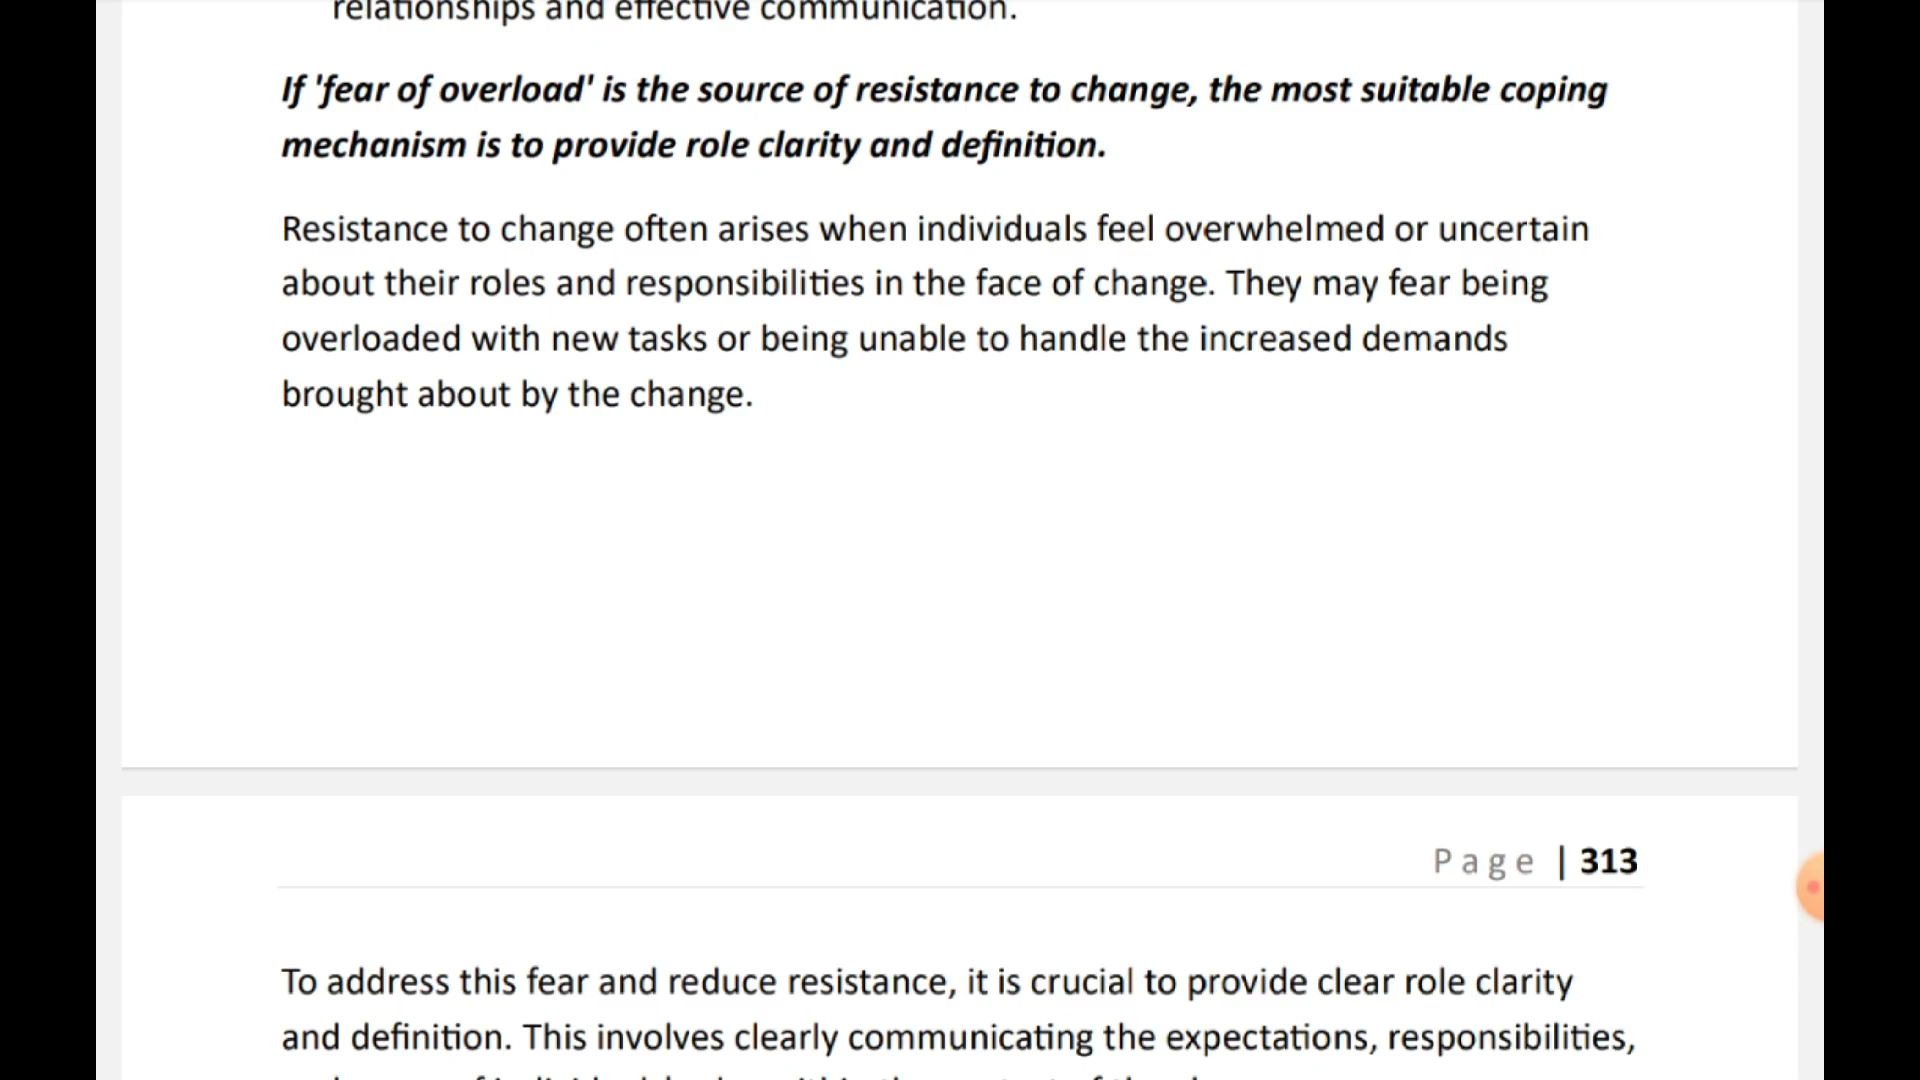 relationships and effective communication.
If 'fear of overload' is the source of resistance to change, the most suitable coping
mechanism is to provide role clarity and definition.
Resistance to change often arises when individuals feel overwhelmed or uncertain
about their roles and responsibilities in the face of change. They may fear being
overloaded with new tasks or being unable to handle the increased demands
brought about by the change.
Page | 313
To address this fear and reduce resistance, it is crucial to provide clear role clarity
and definition. This involves clearly communicating the expectations, responsibilities,